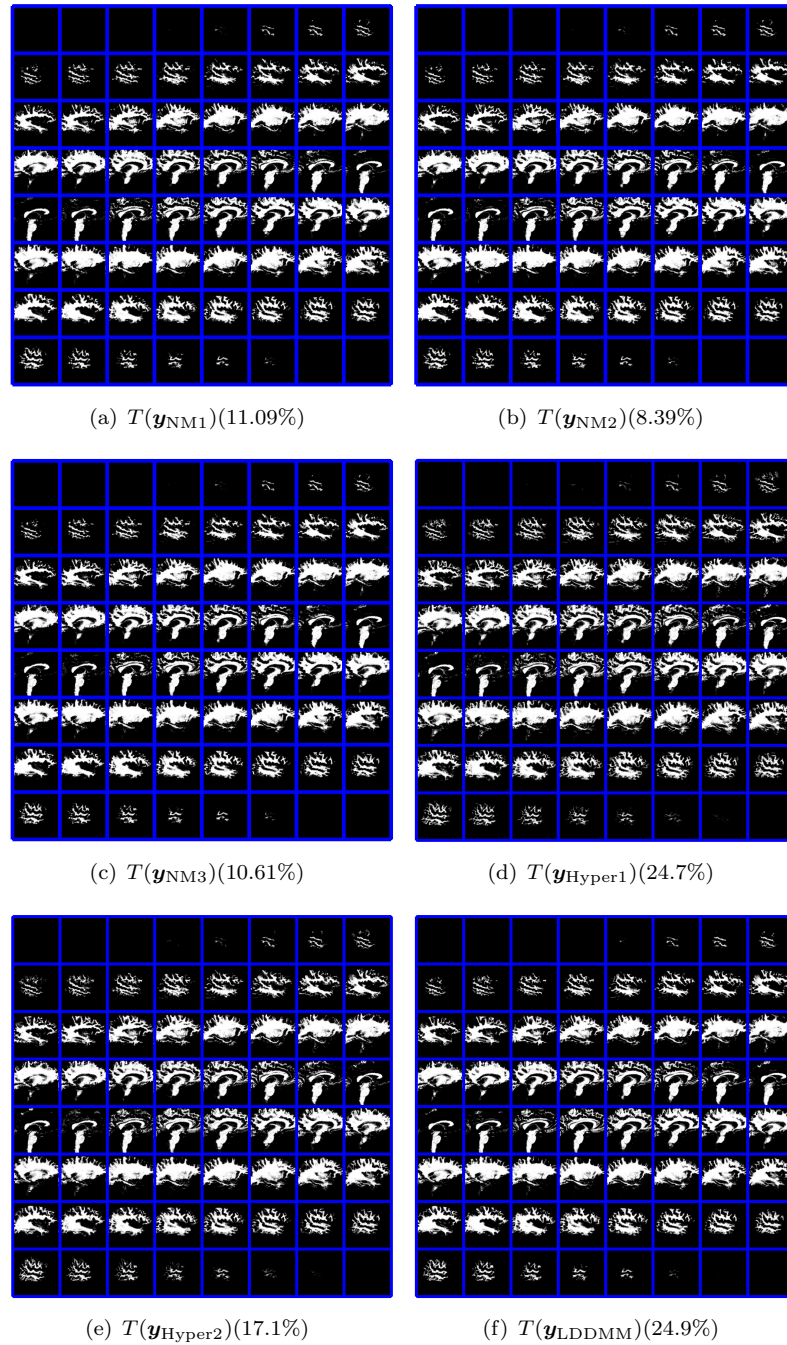 (a) T(y_NM1)(11.09%)
(b) T(y_NM2)(8.39%)
(c) T(y_NM3)(10.61%)
(d) T(y_Hyper1)(24.7%)
(e) T(y_Hyper2)(17.1%)
(f) T(y_LDDMM)(24.9%)